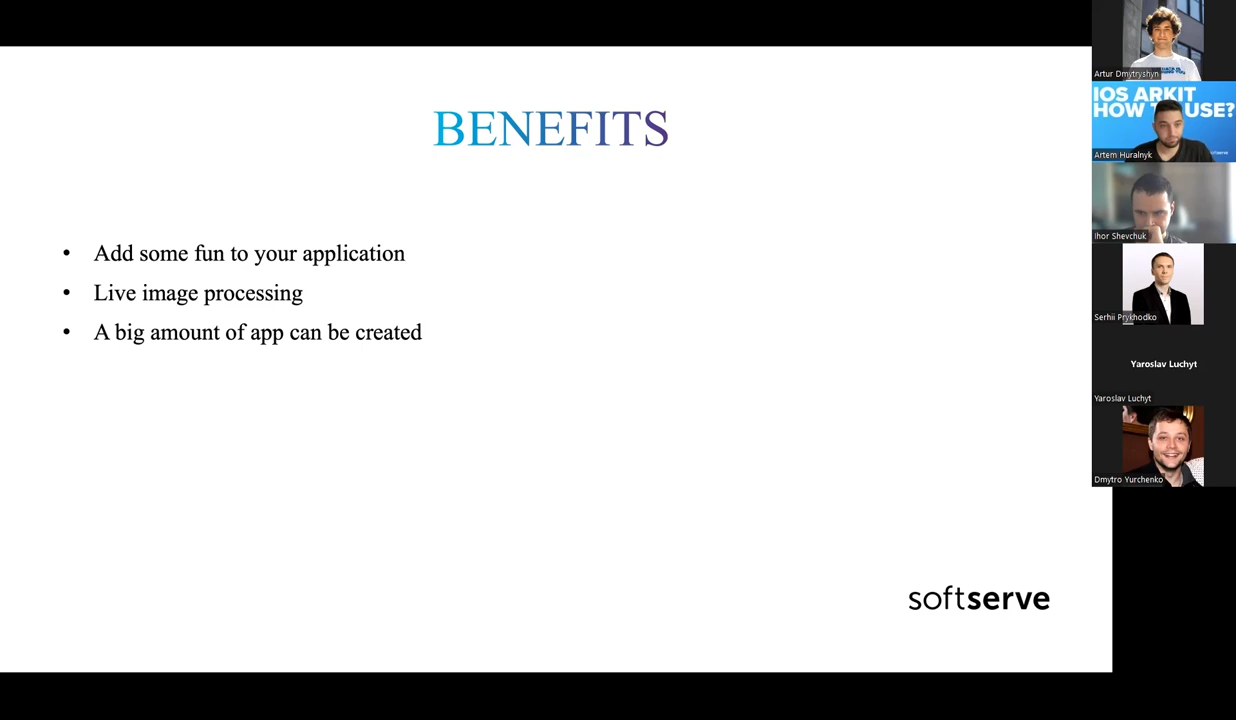 BENEFITS
• Add some fun to your application
• Live image processing
• A big amount of app can be created
softserve
Artur Dmytryshyn
IOS ARKIT
HOW TO USE?
Artem Huralnyk
Ihor Shevchuk
Serhii Prykhodko
Yaroslav Luchyt
Yaroslav Luchyt
Dmytro Yurchenko